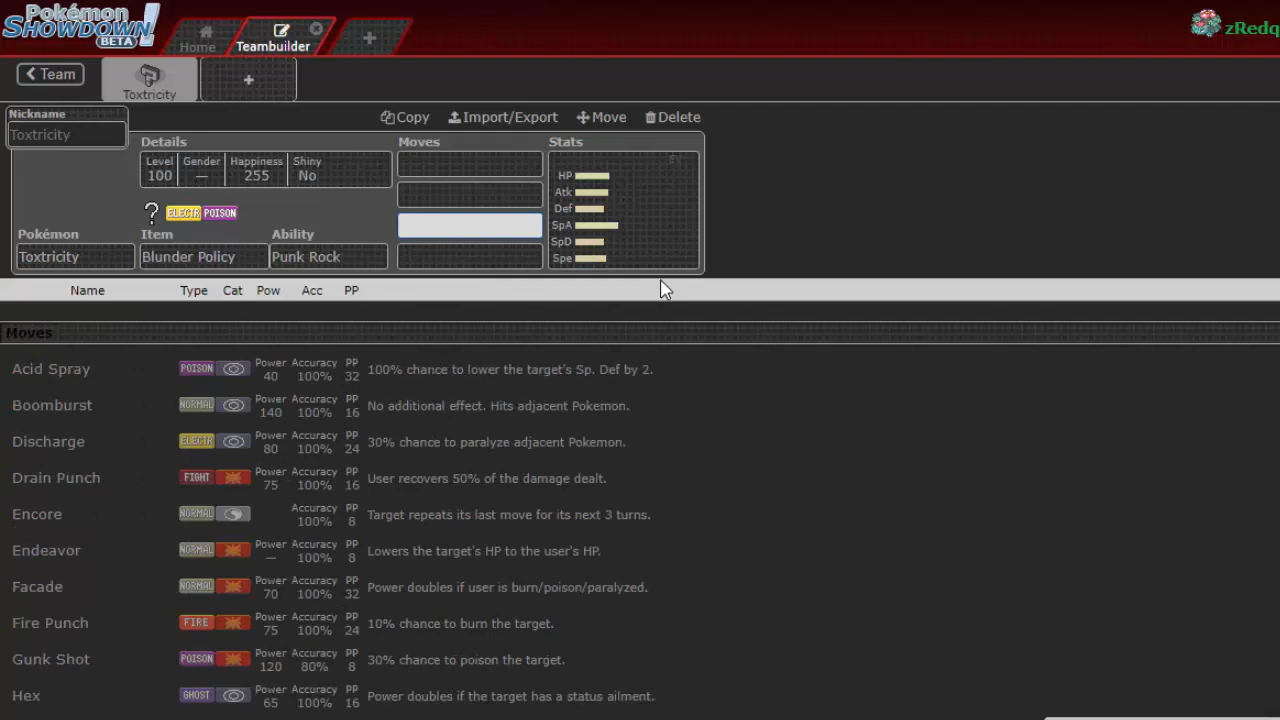 Pokémon
SHOWDOWN!
BETA
Home
Teambuilder
+
zRedq
Team
Toxtricity
+
Nickname
Toxtricity
Copy Import/Export Move Delete
Details
Moves
Stats
Level Gender Happiness Shiny
100 — 255 No
HP
Atk
Def
SpA
SpD
Spe
? ELECTR POISON
Pokémon Item Ability
Toxtricity Blunder Policy Punk Rock
Name Type Cat Pow Acc PP
Moves
Acid Spray POISON Power 40 Accuracy 100% PP 32 100% chance to lower the target's Sp. Def by 2.
Boomburst NORMAL Power 140 Accuracy 100% PP 16 No additional effect. Hits adjacent Pokemon.
Discharge ELECTR Power 80 Accuracy 100% PP 24 30% chance to paralyze adjacent Pokemon.
Drain Punch FIGHT Power 75 Accuracy 100% PP 16 User recovers 50% of the damage dealt.
Encore NORMAL Accuracy 100% PP 8 Target repeats its last move for its next 3 turns.
Endeavor NORMAL Power — Accuracy 100% PP 8 Lowers the target's HP to the user's HP.
Facade NORMAL Power 70 Accuracy 100% PP 32 Power doubles if user is burn/poison/paralyzed.
Fire Punch FIRE Power 75 Accuracy 100% PP 24 10% chance to burn the target.
Gunk Shot POISON Power 120 Accuracy 80% PP 8 30% chance to poison the target.
Hex GHOST Power 65 Accuracy 100% PP 16 Power doubles if the target has a status ailment.